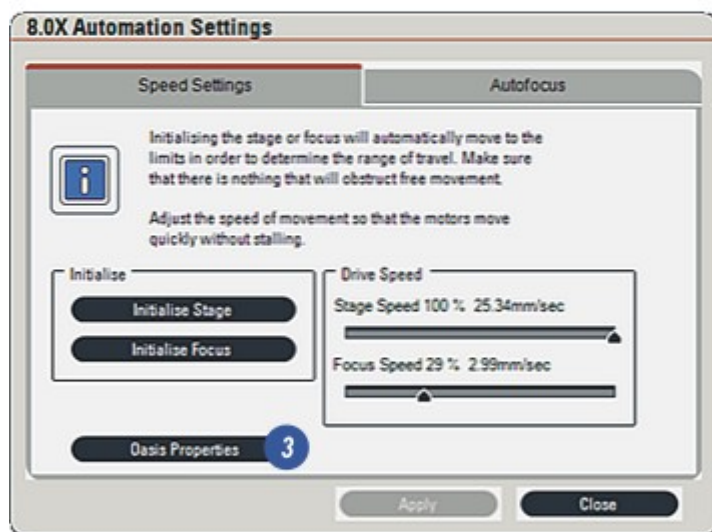 8.0X Automation Settings
Speed Settings
Autofocus
i
Initialising the stage or focus will automatically move to the
limits in order to determine the range of travel. Make sure
that there is nothing that will obstruct free movement.
Adjust the speed of movement so that the motors move
quickly without stalling.
Initialise
Initialise Stage
Initialise Focus
Drive Speed
Stage Speed 100 % 25.34mm/sec
Focus Speed 29 % 2.99mm/sec
Oasis Properties
3
Apply
Close